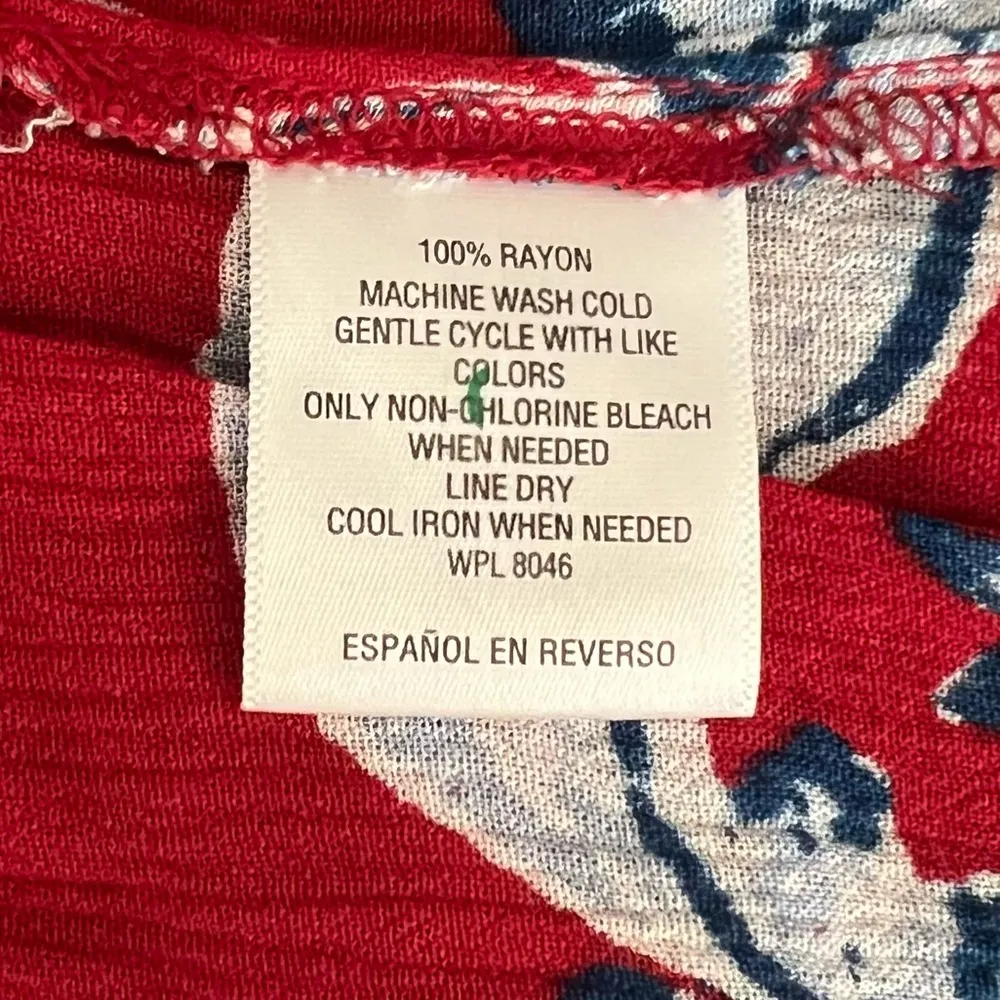 100% RAYON
MACHINE WASH COLD
GENTLE CYCLE WITH LIKE
COLORS
ONLY NON-CHLORINE BLEACH
WHEN NEEDED
LINE DRY
COOL IRON WHEN NEEDED
WPL 8046
ESPAÑOL EN REVERSO